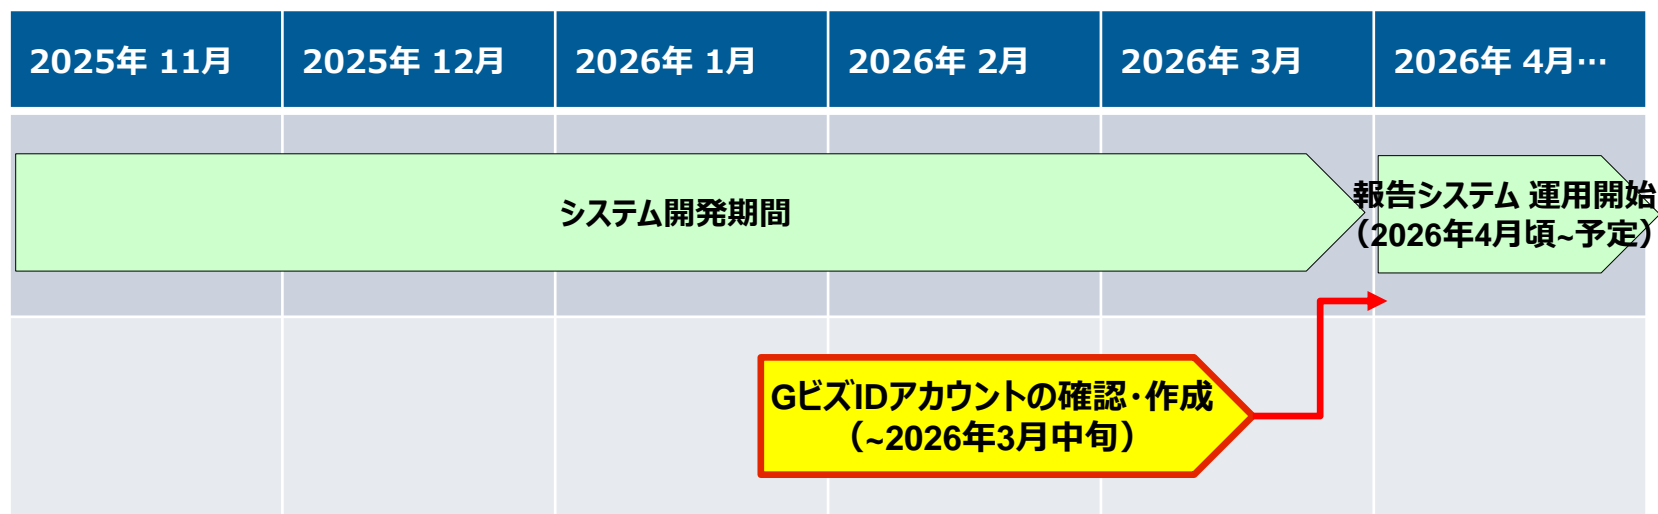 2025年 11月
2025年 12月
2026年 1月
2026年 2月
2026年 3月
2026年 4月…
システム開発期間
報告システム 運用開始
（2026年4月頃~予定）
GビズIDアカウントの確認・作成
（~2026年3月中旬）